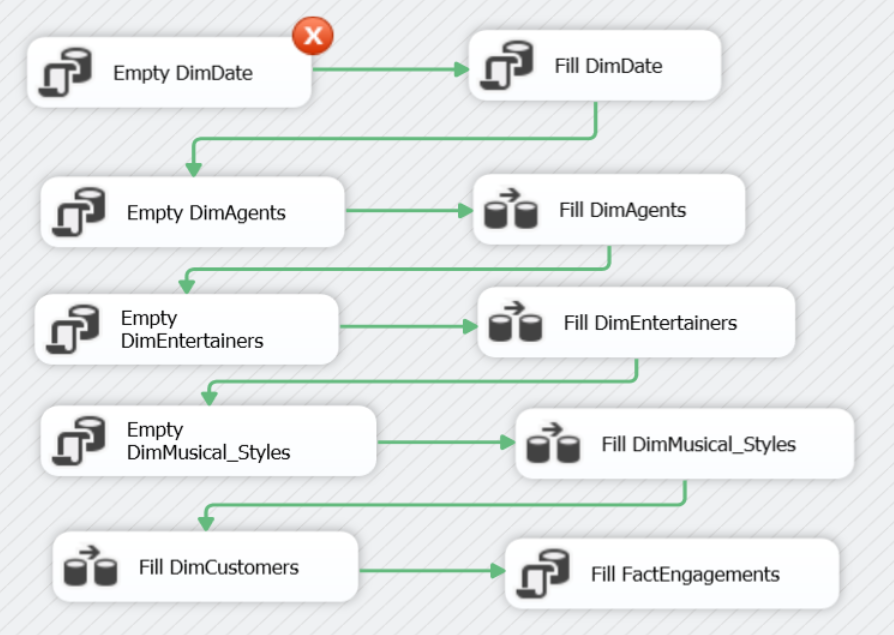 Empty DimDate
Fill DimDate
Empty DimAgents
Fill DimAgents
Empty
DimEntertainers
Fill DimEntertainers
Empty
DimMusical_Styles
Fill DimMusical_Styles
Fill DimCustomers
Fill FactEngagements